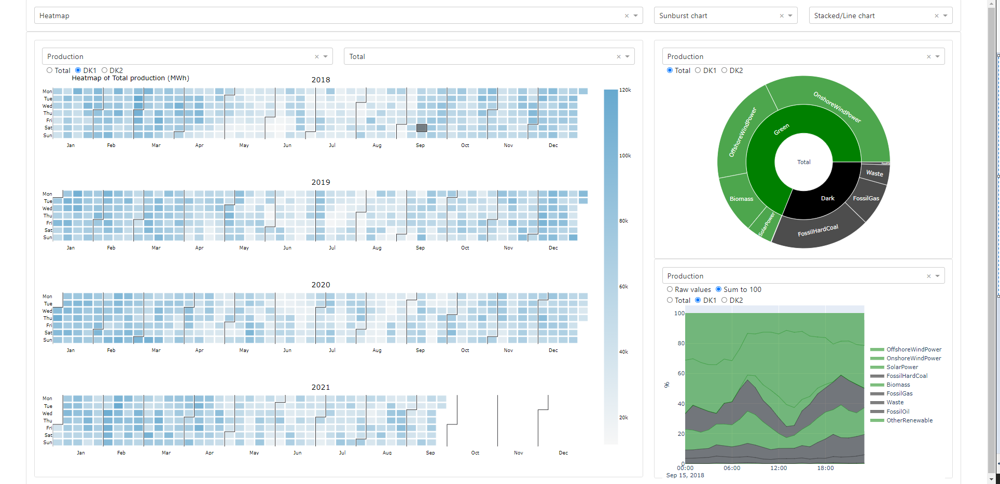 Heatmap
Sunburst chart
Stacked/Line chart
Production
Total
Total DK1 DK2
Heatmap of Total production (MWh)
2018
Mon
Tue
Wed
Thu
Fri
Sat
Sun
Jan Feb Mar Apr May Jun Jul Aug Sep Oct Nov Dec
2019
Mon
Tue
Wed
Thu
Fri
Sat
Sun
Jan Feb Mar Apr May Jun Jul Aug Sep Oct Nov Dec
2020
Mon
Tue
Wed
Thu
Fri
Sat
Sun
Jan Feb Mar Apr May Jun Jul Aug Sep Oct Nov Dec
2021
Mon
Tue
Wed
Thu
Fri
Sat
Sun
Jan Feb Mar Apr May Jun Jul Aug Sep Oct Nov Dec
120k
100k
80k
60k
40k
20k
Production
Total DK1 DK2
OnshoreWindPower
OffshoreWindPower
Green
Total
Waste
Dark
FossilGas
Biomass
SolarPower
FossilHardCoal
Production
Raw values Sum to 100
Total DK1 DK2
100
80
60
40
20
0
%
00:00 06:00 12:00 18:00
Sep 15, 2018
OffshoreWindPower
OnshoreWindPower
SolarPower
FossilHardCoal
Biomass
FossilGas
Waste
FossilOil
OtherRenewable